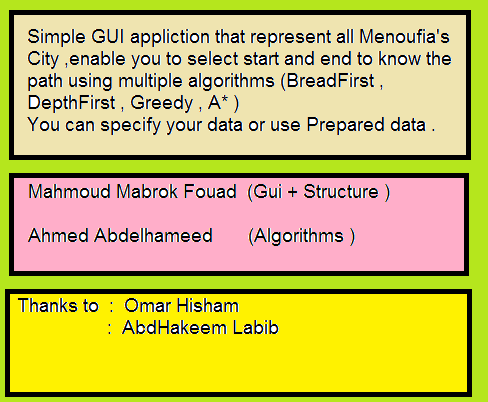 Simple GUI appliction that represent all Menoufia's
City ,enable you to select start and end to know the
path using multiple algorithms (BreadFirst ,
DepthFirst , Greedy , A* )
You can specify your data or use Prepared data .
Mahmoud Mabrok Fouad (Gui + Structure )
Ahmed Abdelhameed (Algorithms )
Thanks to : Omar Hisham
: AbdHakeem Labib